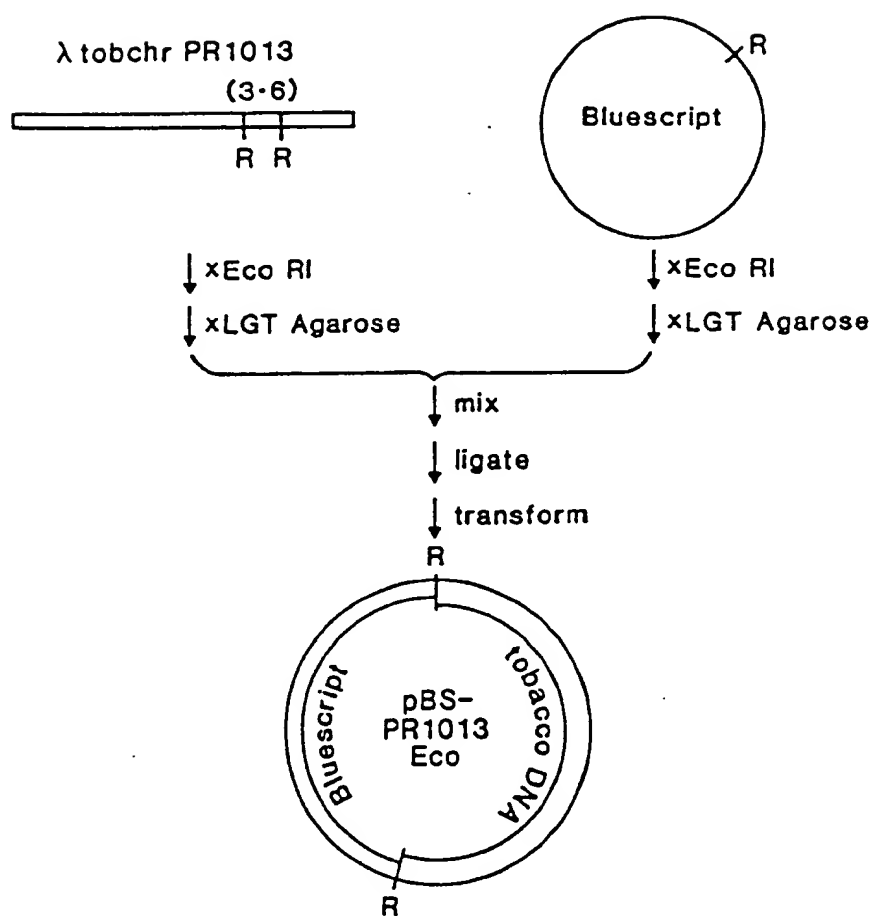 λ tobchr PR1013
(3·6)
R R
R
Bluescript
xEco RI
xLGT Agarose
xEco RI
xLGT Agarose
mix
ligate
transform
R
Bluescript
pBS-
PR1013
Eco
tobacco DNA
R